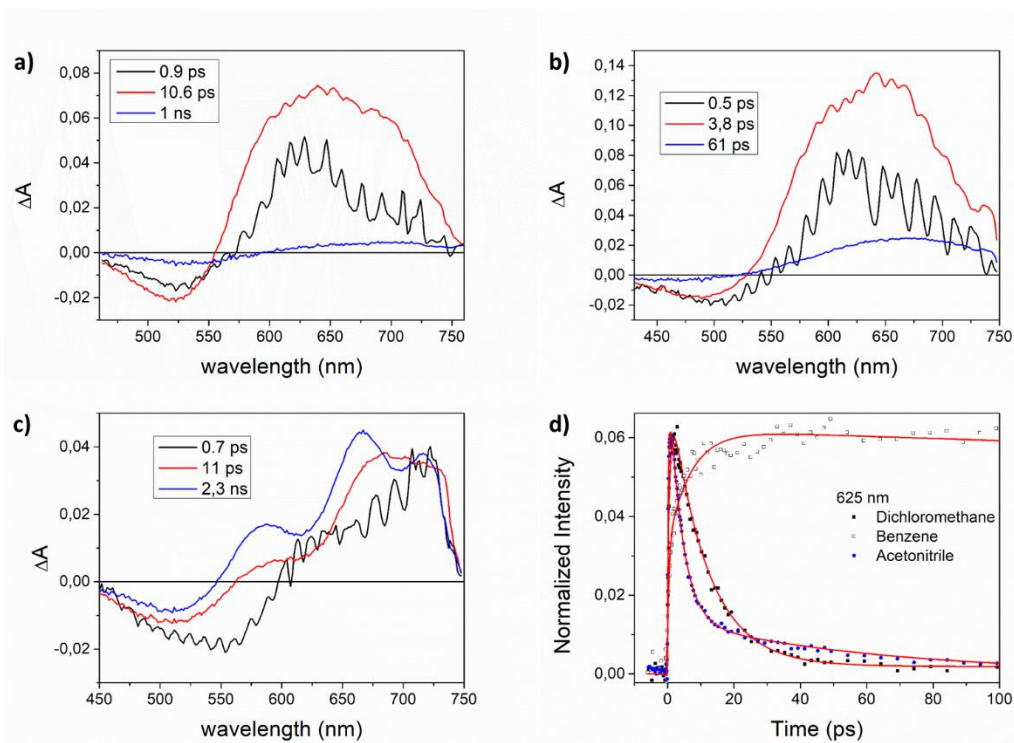 a)
0,08
0,06
0,04
0,02
0,00
-0,02
ΔA
0.9 ps
10.6 ps
1 ns
500 550 600 650 700 750
wavelength (nm)
b)
0,14
0,12
0,10
0,08
0,06
0,04
0,02
0,00
-0,02
ΔA
0.5 ps
3,8 ps
61 ps
450 500 550 600 650 700 750
wavelength (nm)
c)
0,04
0,02
0,00
-0,02
ΔA
0.7 ps
11 ps
2,3 ns
450 500 550 600 650 700 750
wavelength (nm)
d)
0,06
0,04
0,02
0,00
Normalized Intensity
625 nm
Dichloromethane
Benzene
Acetonitrile
0 20 40 60 80 100
Time (ps)